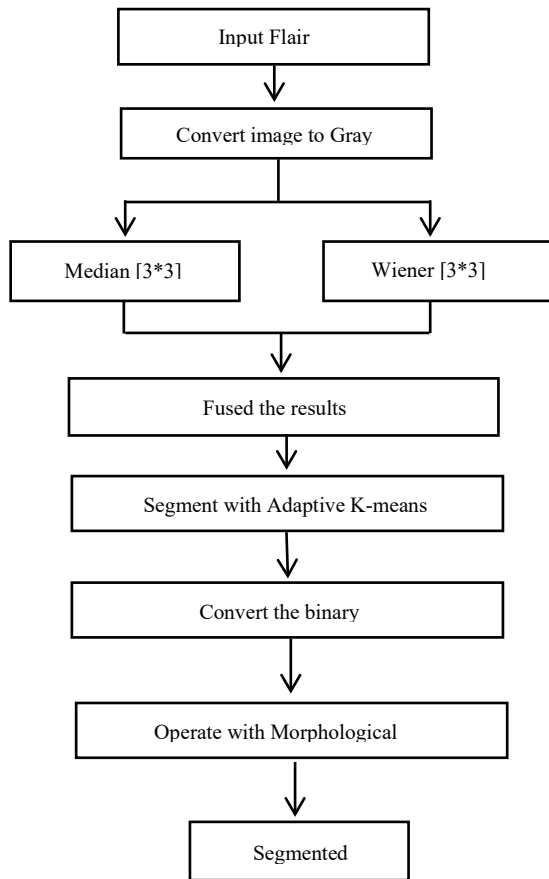 Input Flair
Convert image to Gray
Median [3*3]
Wiener [3*3]
Fused the results
Segment with Adaptive K-means
Convert the binary
Operate with Morphological
Segmented